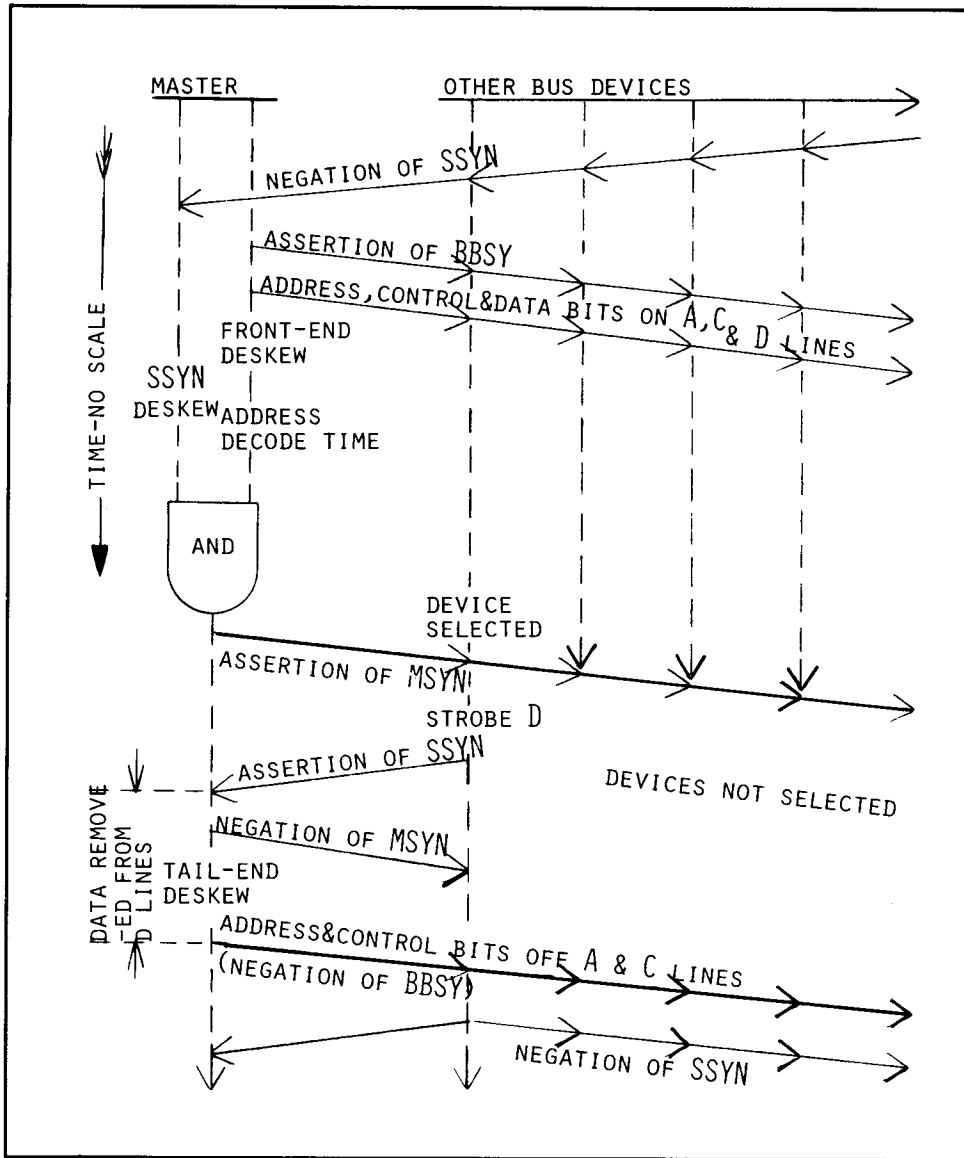 MASTER
OTHER BUS DEVICES
NEGATION OF SSYN
ASSERTION OF BBSY
ADDRESS,CONTROL&DATA BITS ON A,C,& D LINES
FRONT-END
DESKEW
SSYN
DESKEW
ADDRESS
DECODE TIME
TIME-NO SCALE
AND
DEVICE
SELECTED
ASSERTION OF MSYN
STROBE D
ASSERTION OF SSYN
DEVICES NOT SELECTED
NEGATION OF MSYN
DATA REMOVE
-ED FROM
D LINES
TAIL-END
DESKEW
ADDRESS&CONTROL BITS OFF A & C LINES
(NEGATION OF BBSY)
NEGATION OF SSYN